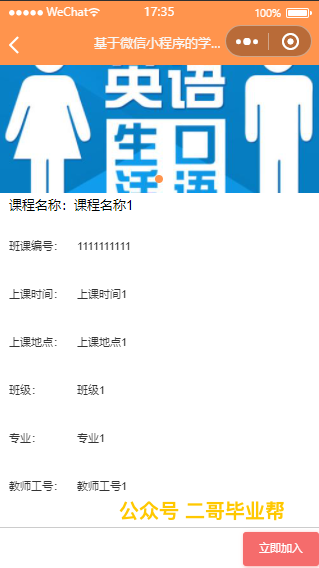 WeChat 17:35 100%
基于微信小程序的学...
英语
生口
活语
课程名称：课程名称1
班课编号： 1111111111
上课时间： 上课时间1
上课地点： 上课地点1
班级： 班级1
专业： 专业1
教师工号： 教师工号1
公众号 二哥毕业帮
立即加入